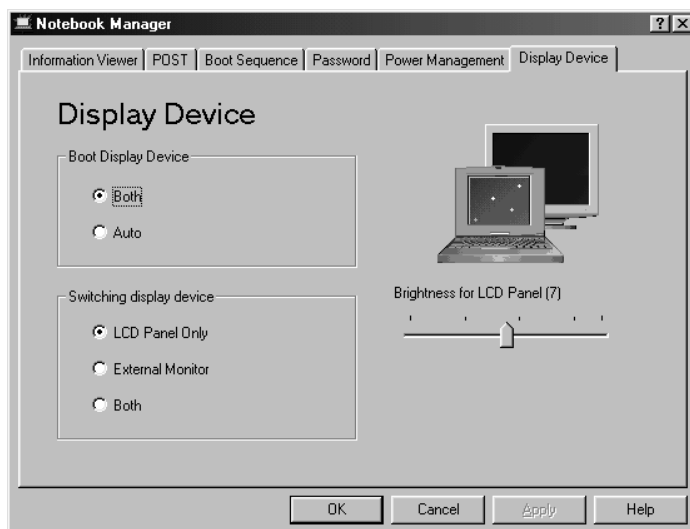 Notebook Manager
Information Viewer POST Boot Sequence Password Power Management Display Device
Display Device
Boot Display Device
Both
Auto
Switching display device
LCD Panel Only
External Monitor
Both
Brightness for LCD Panel (7)
OK Cancel Apply Help